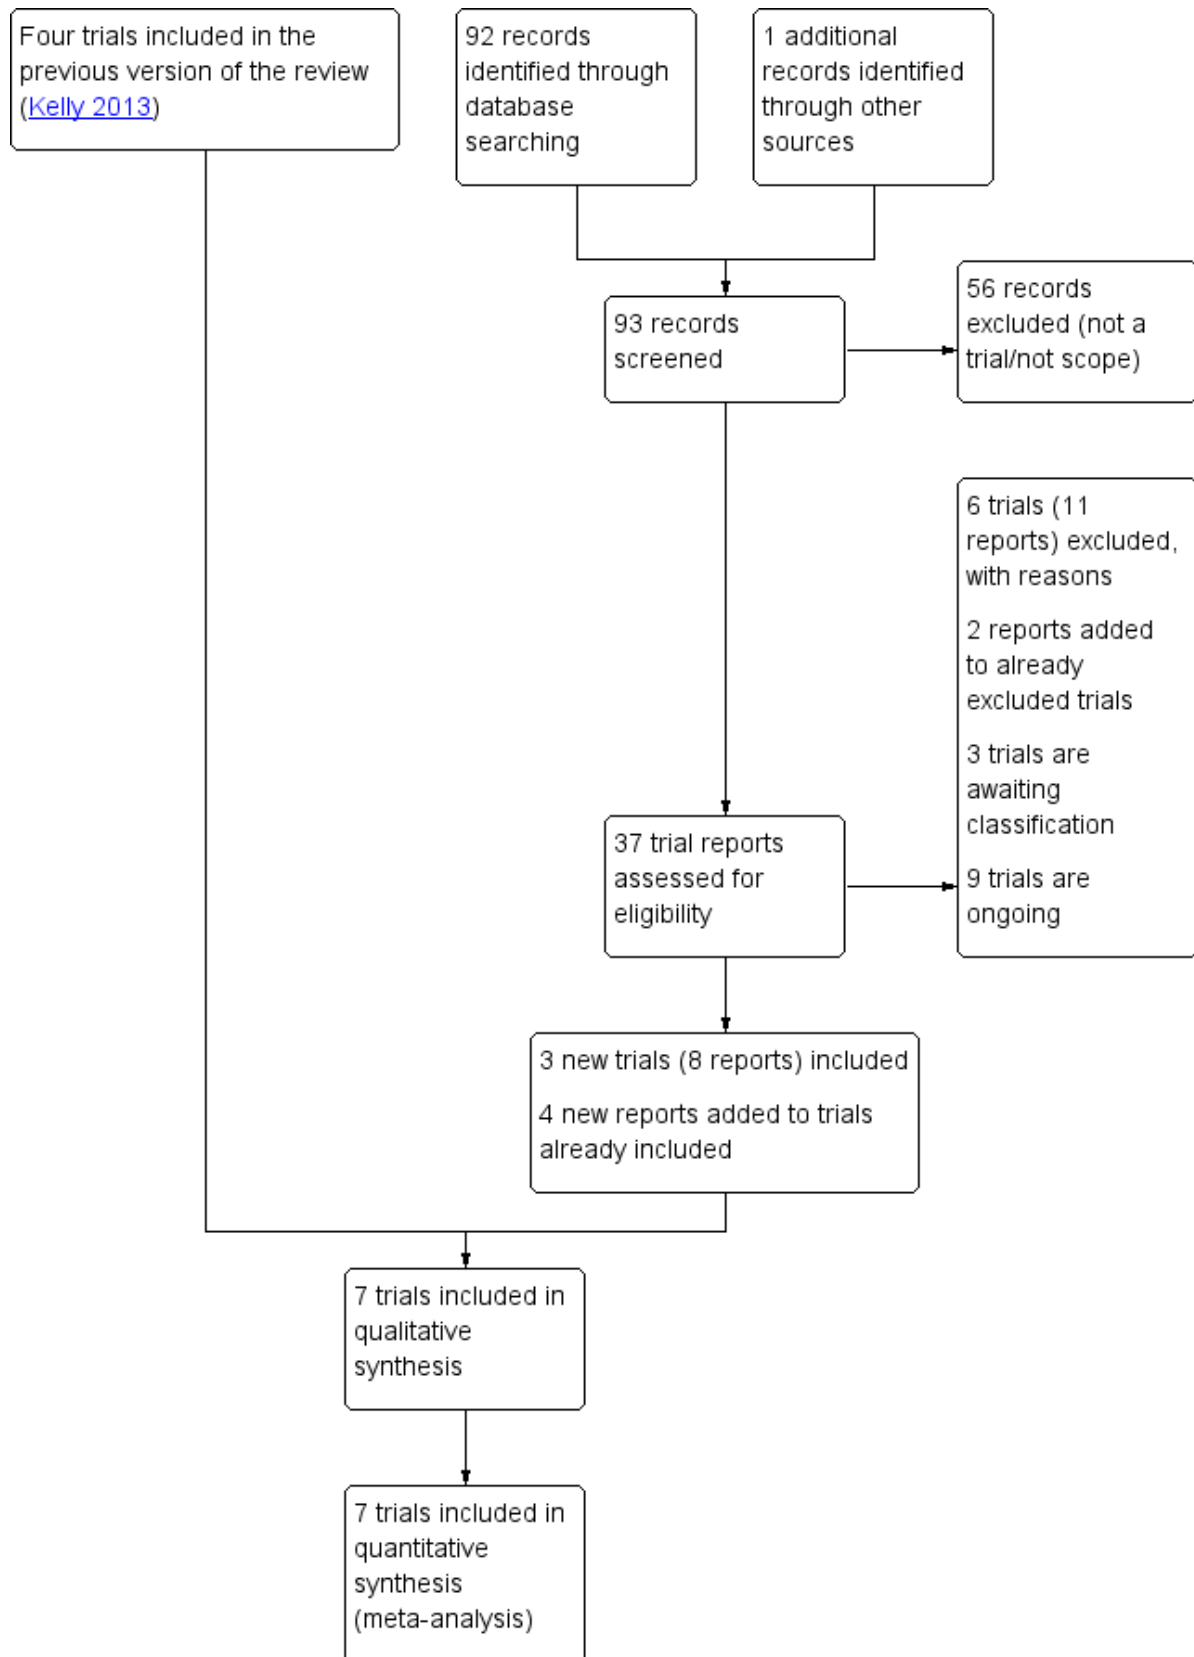 Four trials included in the
previous version of the review
(Kelly 2013)
92 records
identified through
database
searching
1 additional
records identified
through other
sources
93 records
screened
56 records
excluded (not a
trial/not scope)
6 trials (11
reports) excluded,
with reasons
2 reports added
to already
excluded trials
3 trials are
awaiting
classification
9 trials are
ongoing
37 trial reports
assessed for
eligibility
3 new trials (8 reports) included
4 new reports added to trials
already included
7 trials included in
qualitative
synthesis
7 trials included in
quantitative
synthesis
(meta-analysis)